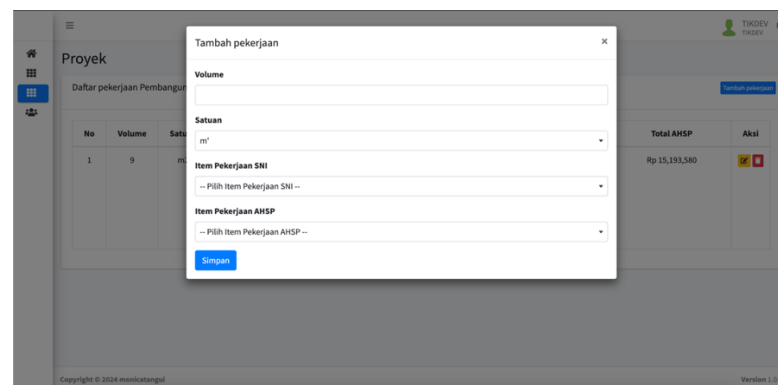 TIKDEV
TIKDEV
Proyek
Tambah pekerjaan
×
Daftar pekerjaan Pembangun
Tambah pekerjaan
Volume
Satuan
m'
Item Pekerjaan SNI
-- Pilih Item Pekerjaan SNI --
Item Pekerjaan AHSP
-- Pilih Item Pekerjaan AHSP --
Simpan
No Volume Satu Total AHSP Aksi
1 9 Rp 15,193,580
Copyright © 2024 monicatangul
Version 1.0